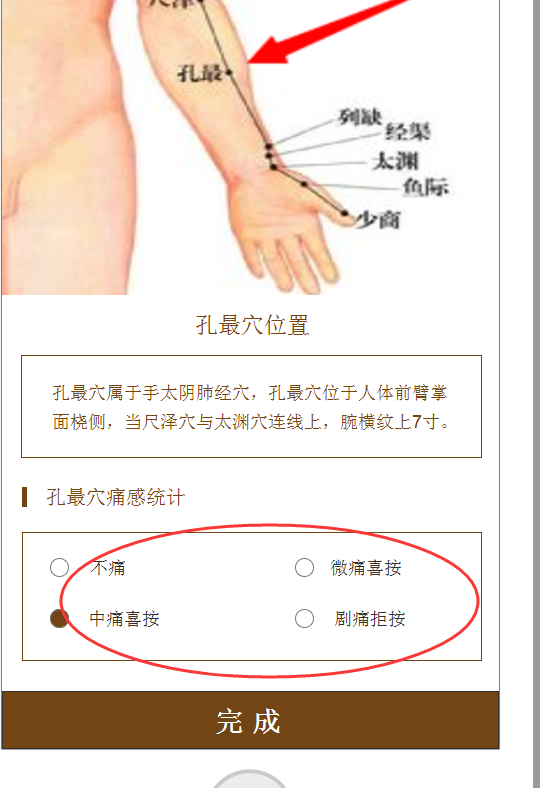 尺泽
孔最
列缺
经渠
太渊
鱼际
少商
孔最穴位置
孔最穴属于手太阴肺经穴，孔最穴位于人体前臂掌
面桡侧，当尺泽穴与太渊穴连线上，腕横纹上7寸。
孔最穴痛感统计
不痛 微痛喜按
中痛喜按 剧痛拒按
完成